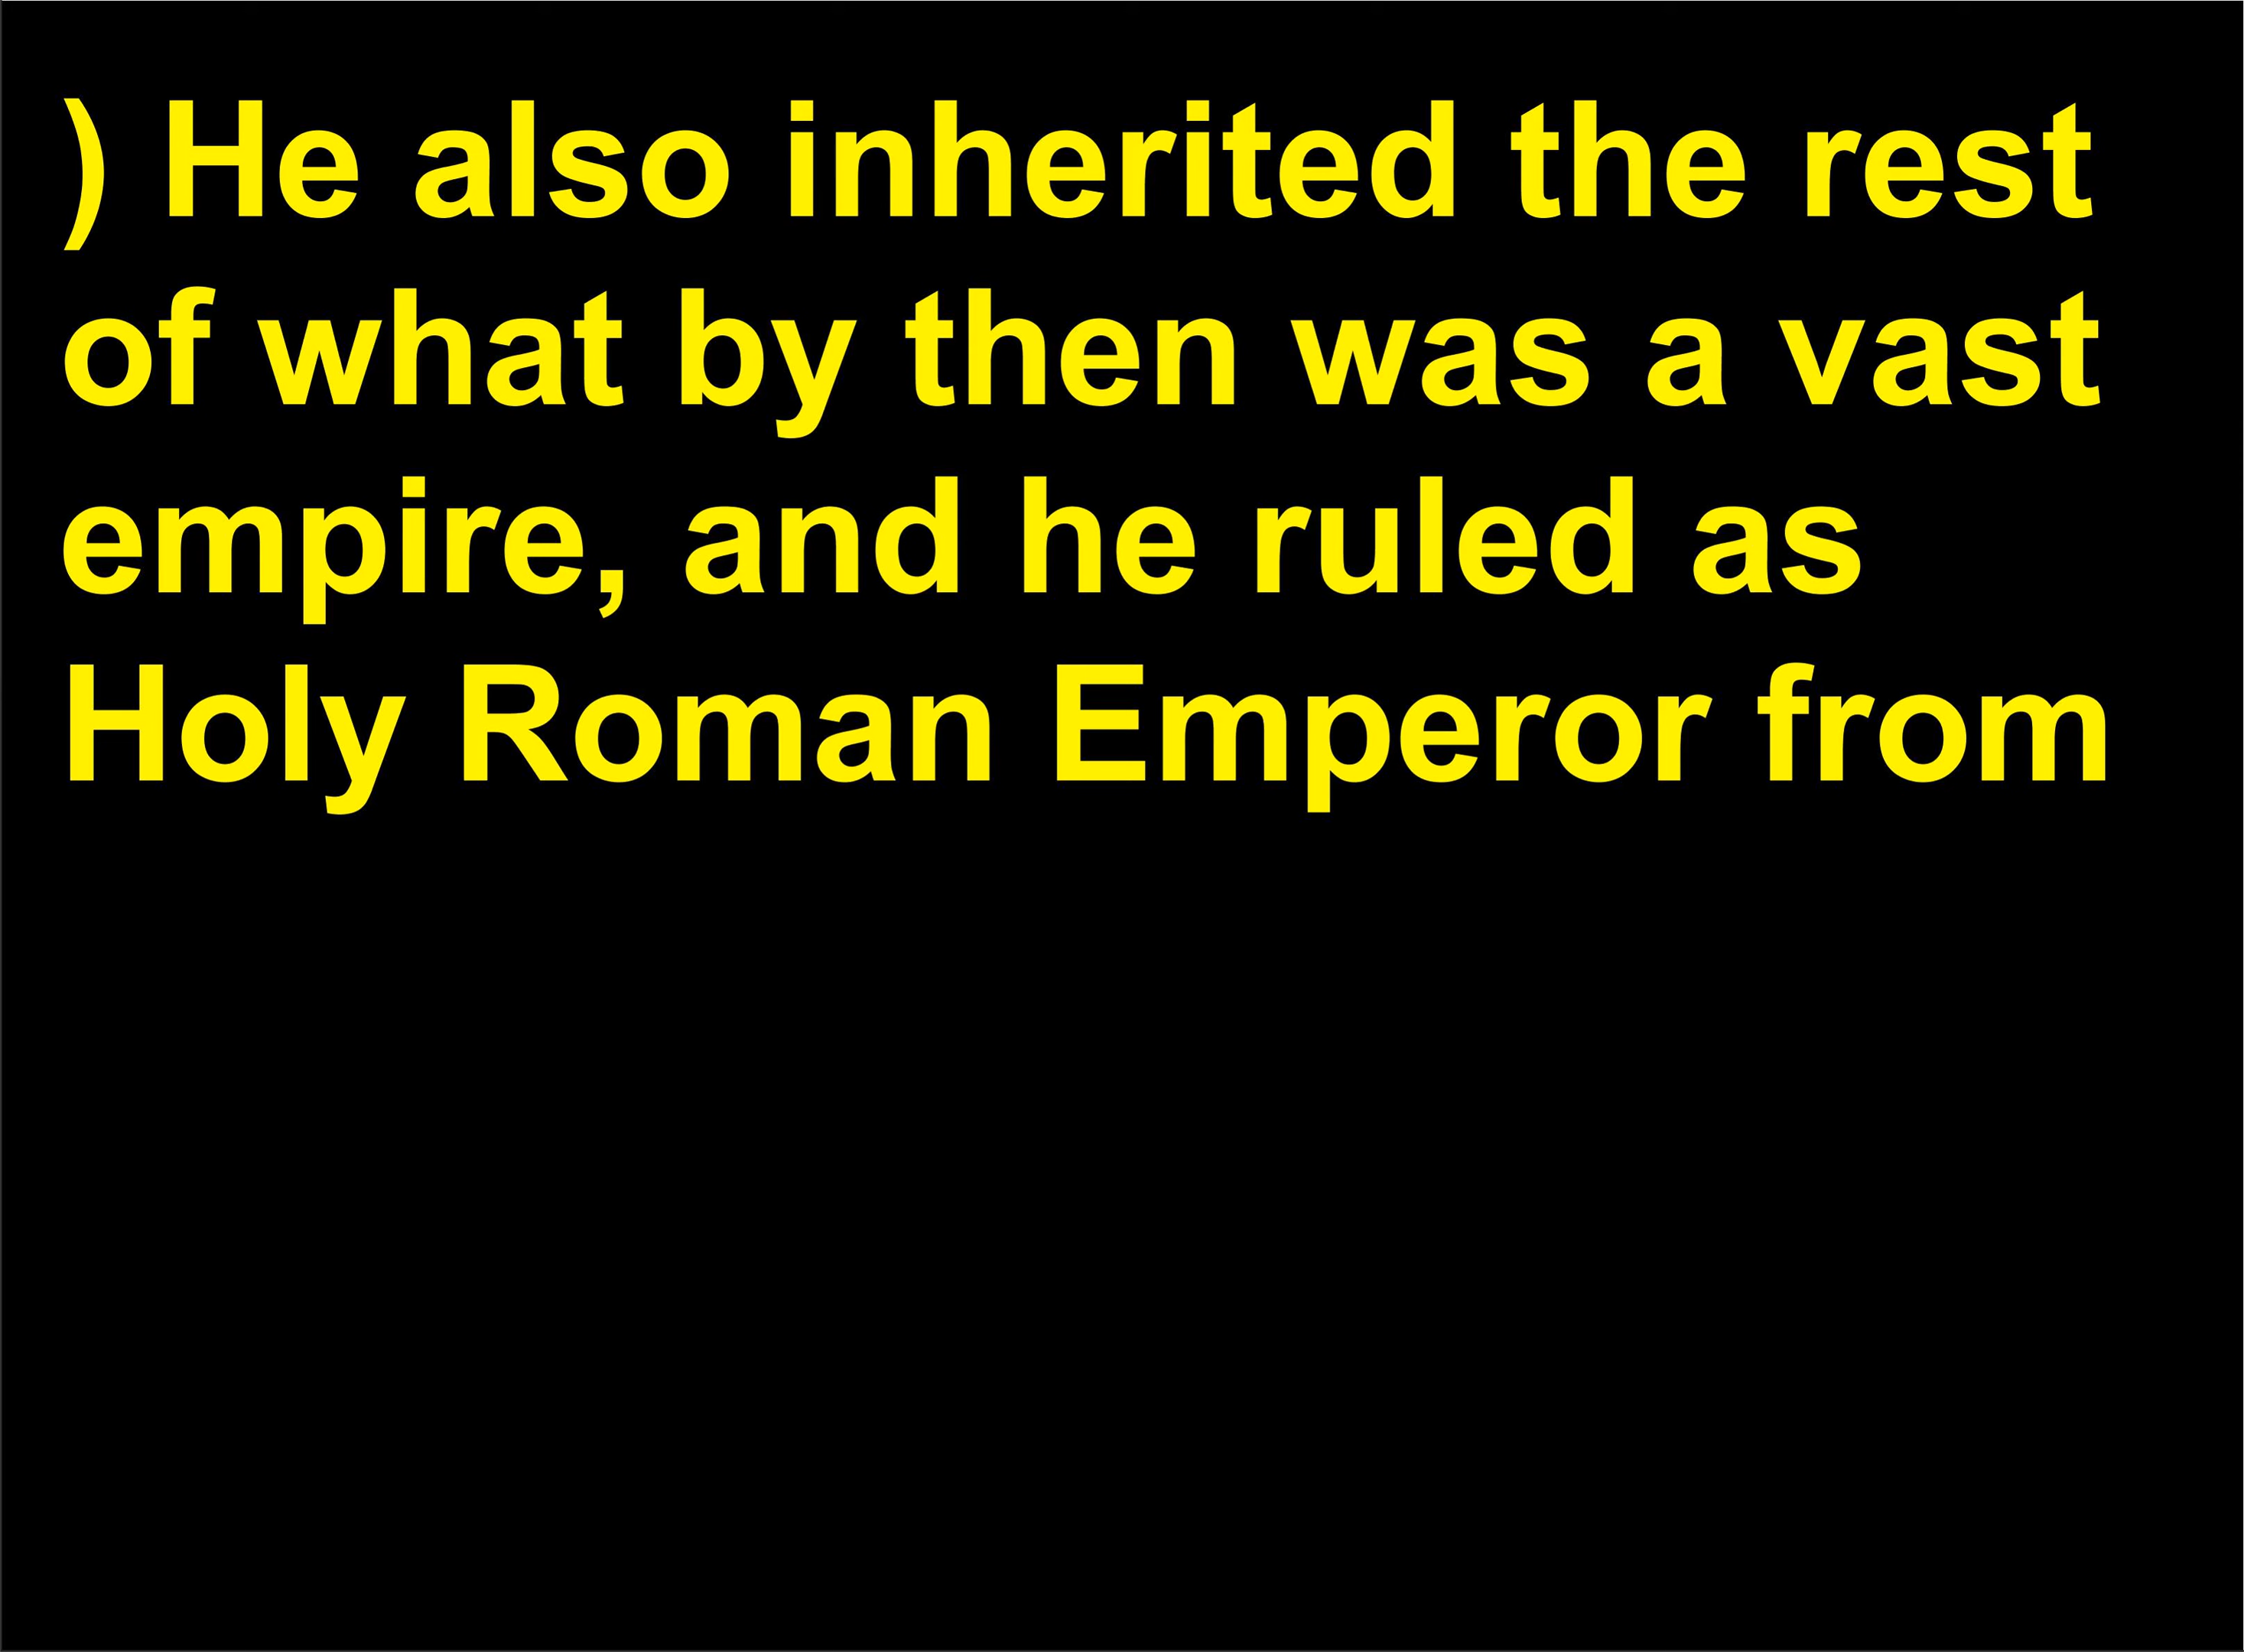 ) He also inherited the rest
of what by then was a vast
empire, and he ruled as
Holy Roman Emperor from